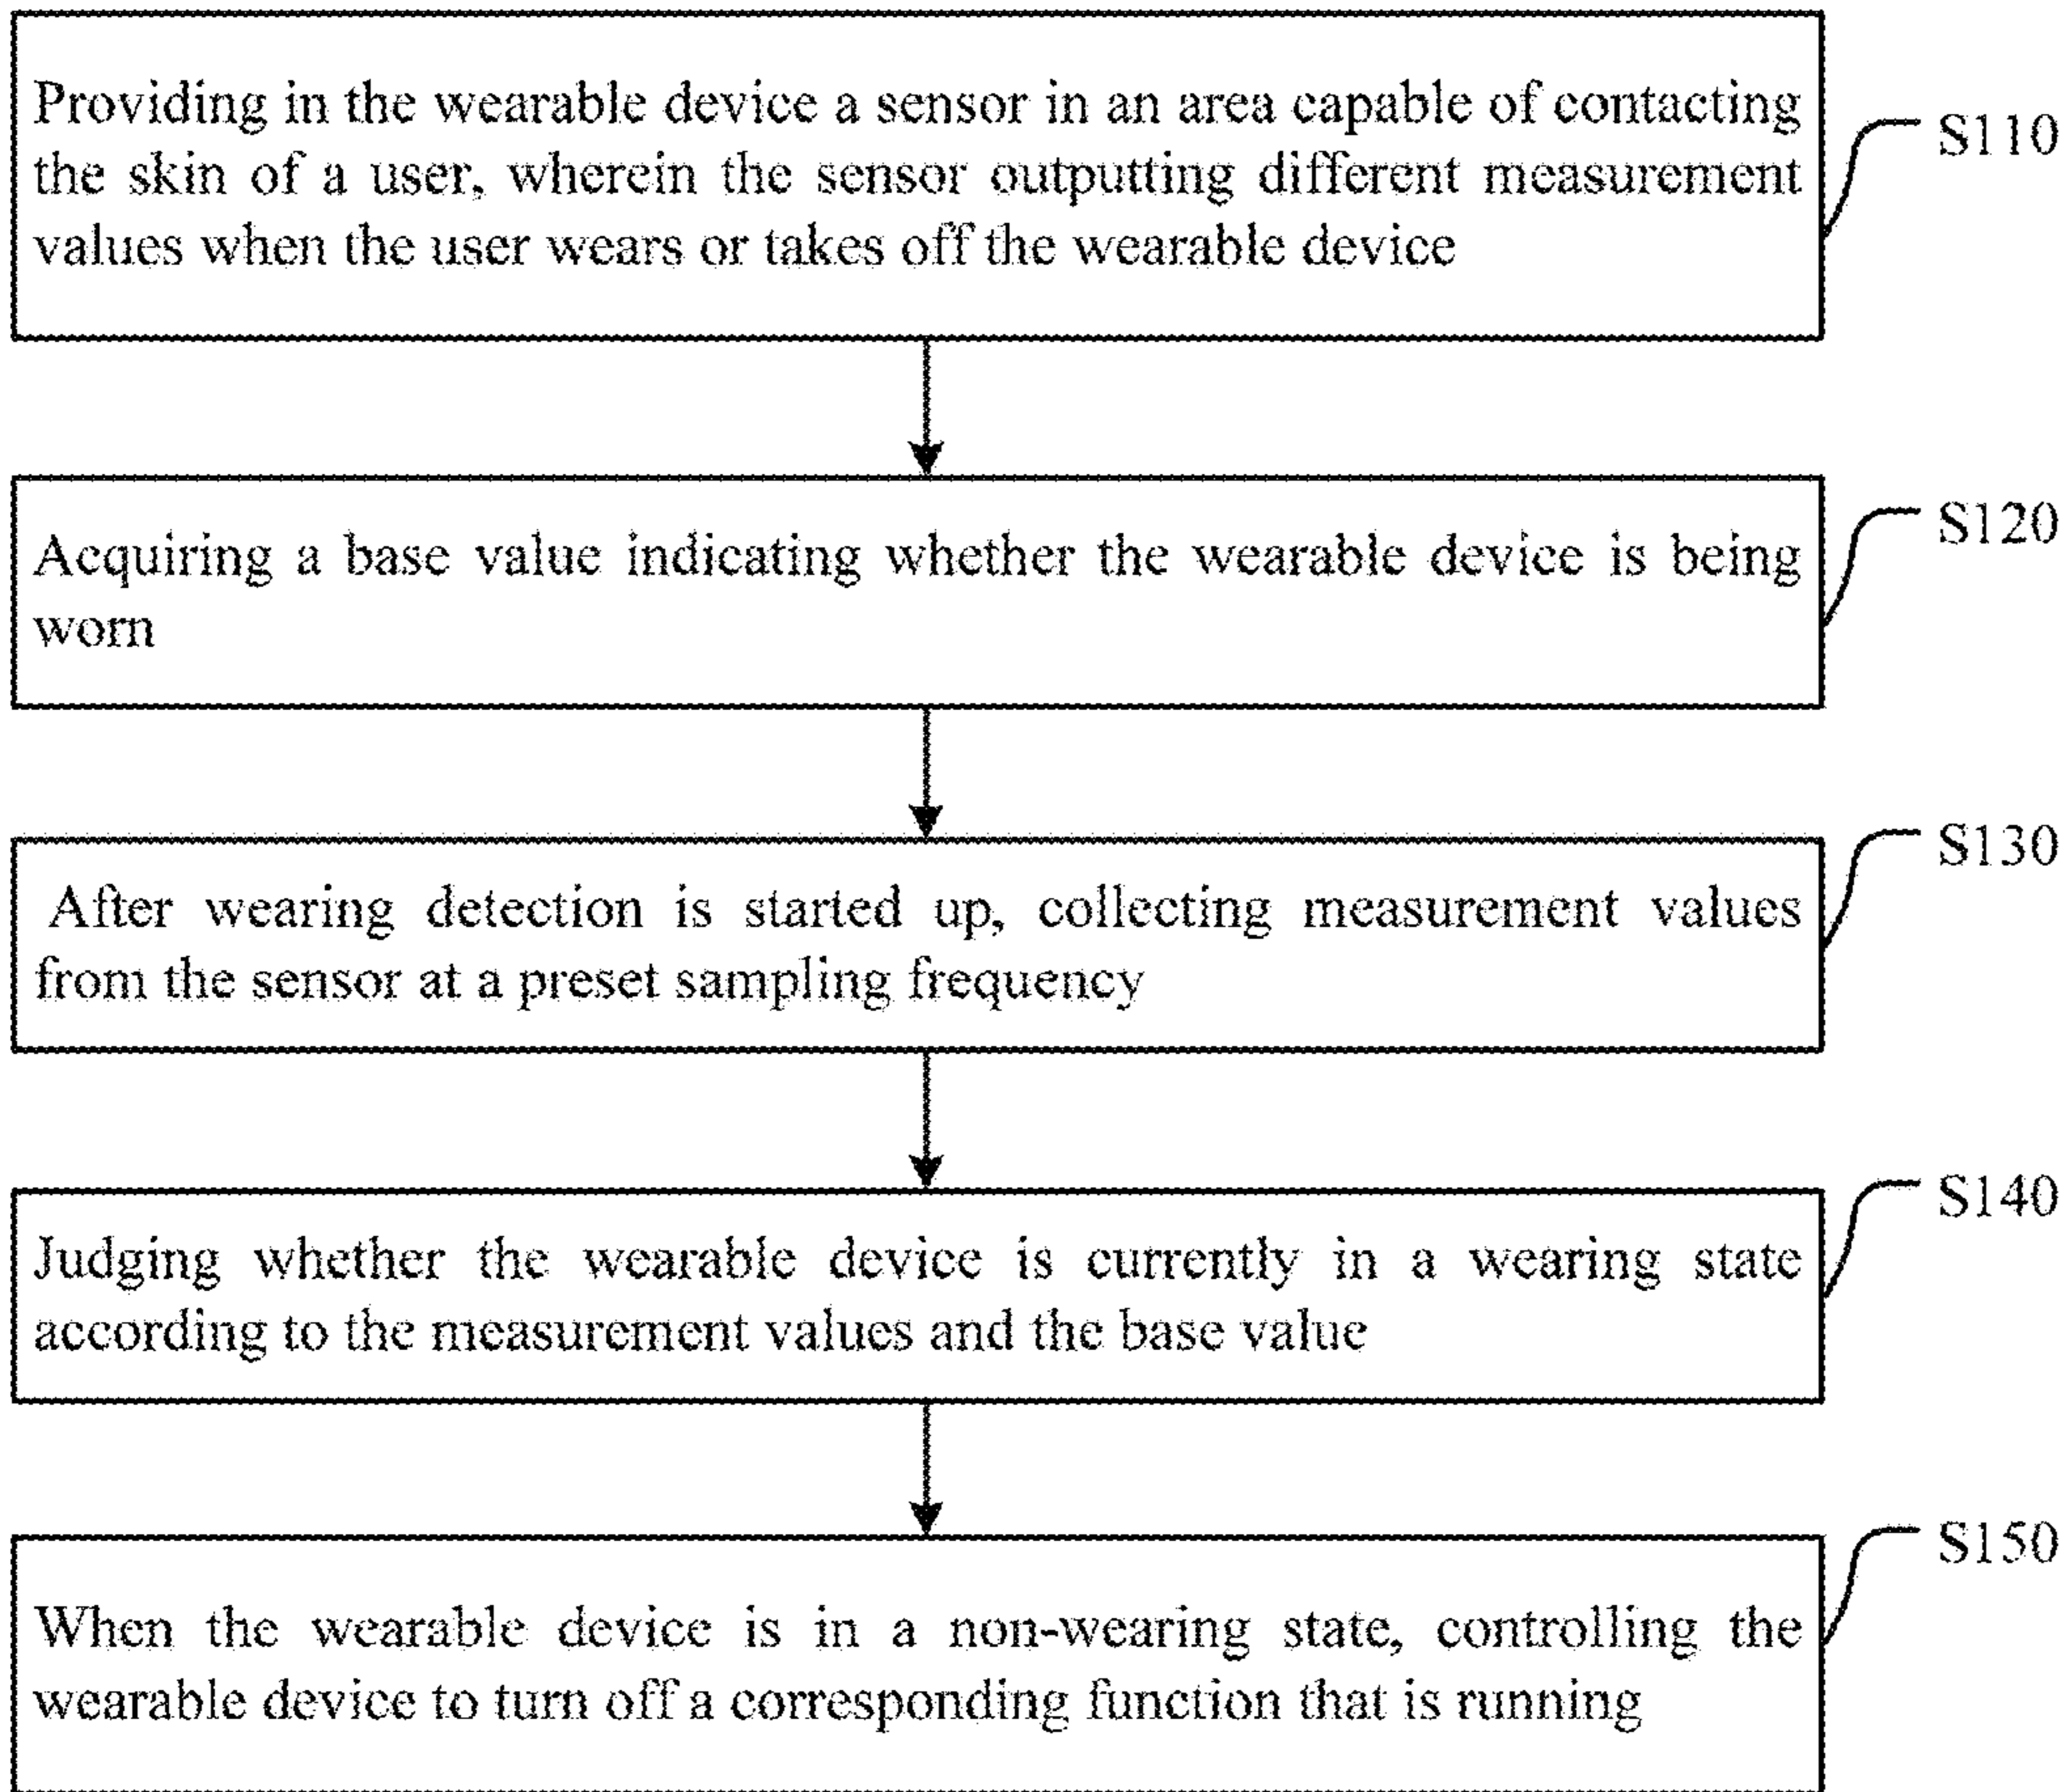 Providing in the wearable device a sensor in an area capable of contacting
the skin of a user, wherein the sensor outputting different measurement
values when the user wears or takes off the wearable device
S110
Acquiring a base value indicating whether the wearable device is being
worn
S120
After wearing detection is started up, collecting measurement values
from the sensor at a preset sampling frequency
S130
Judging whether the wearable device is currently in a wearing state
according to the measurement values and the base value
S140
When the wearable device is in a non-wearing state, controlling the
wearable device to turn off a corresponding function that is running
S150